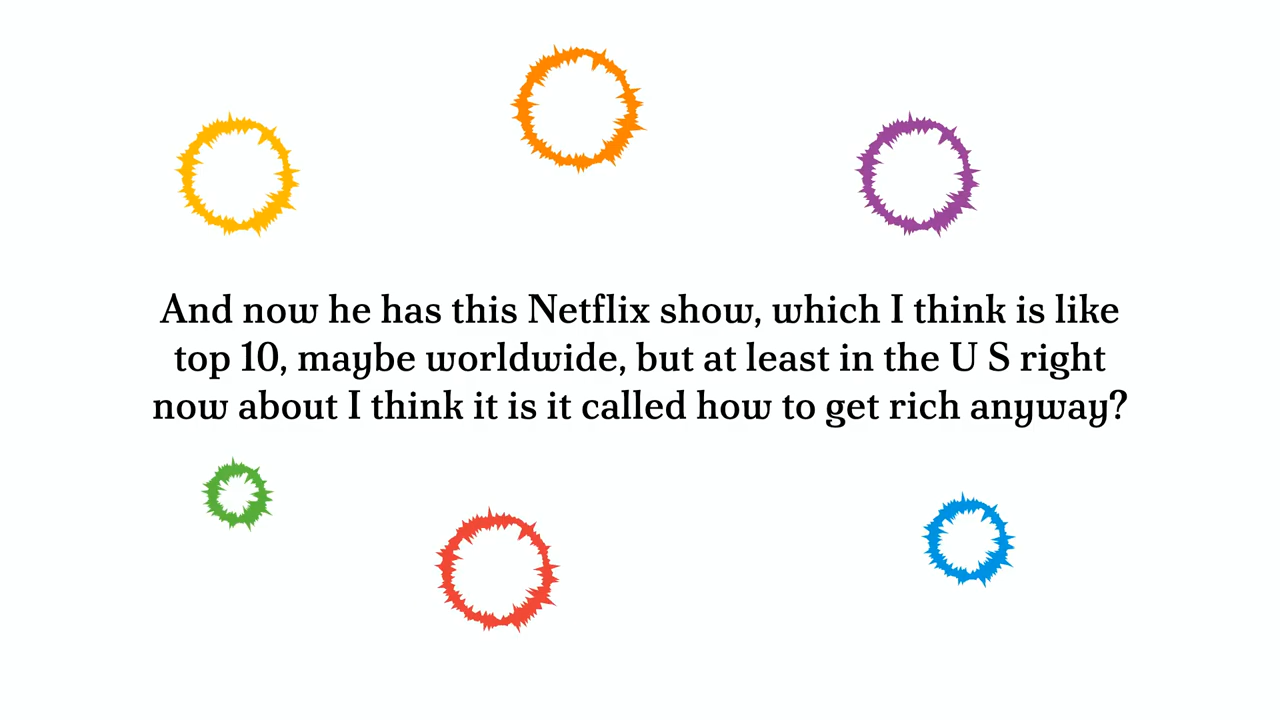 And now he has this Netflix show, which I think is like
top 10, maybe worldwide, but at least in the U S right
now about I think it is it called how to get rich anyway?